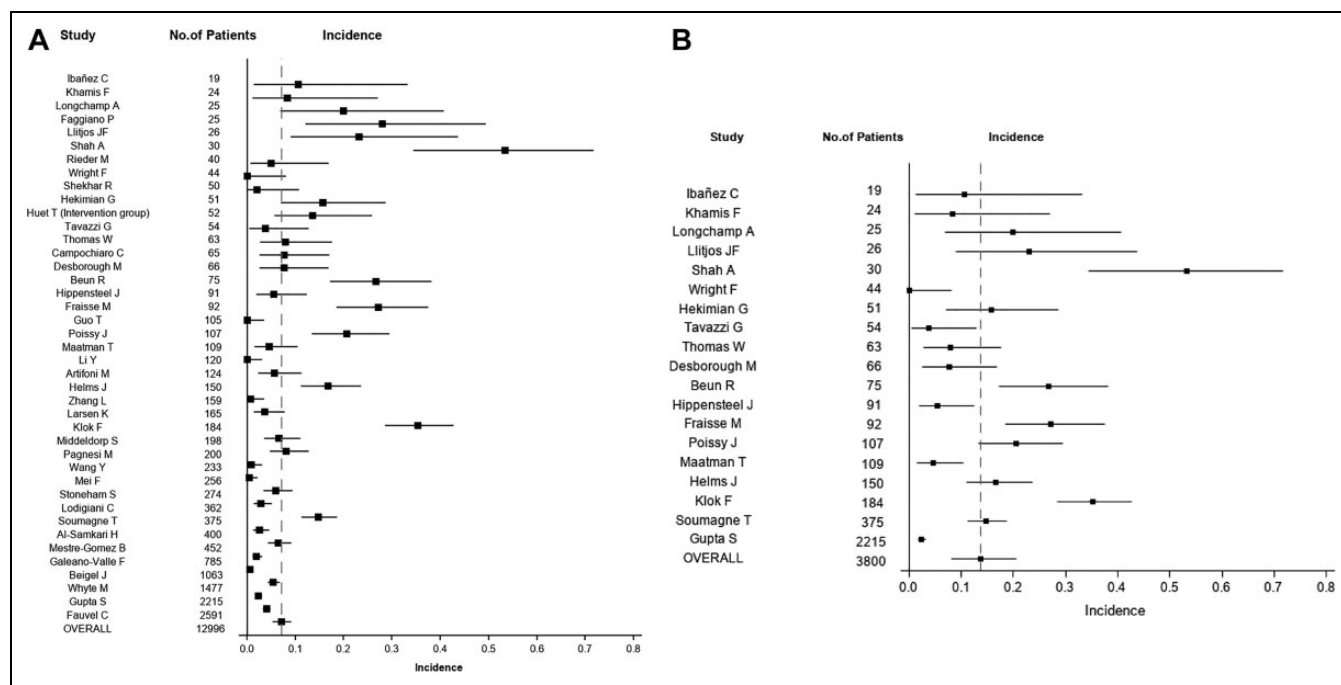 A
Study No.of Patients Incidence
Ibañez C 19
Khamis F 24
Longchamp A 25
Faggiano P 25
Llitjos JF 26
Shah A 30
Rieder M 40
Wright F 44
Shekhar R 50
Hekimian G 51
Huet T (Intervention group) 52
Tavazzi G 54
Thomas W 63
Campochiaro C 65
Desborough M 66
Beun R 75
Hippensteel J 91
Fraisse M 92
Guo T 105
Poissy J 107
Maatman T 109
Li Y 120
Artifoni M 124
Helms J 150
Zhang L 159
Larsen K 165
Klok F 184
Middeldorp S 198
Pagnesi M 200
Wang Y 233
Mei F 256
Stoneham S 274
Lodigiani C 362
Soumagne T 375
Al-Samkari H 400
Mestre-Gomez B 452
Galeano-Valle F 785
Beigel J 1063
Whyte M 1477
Gupta S 2215
Fauvel C 2591
OVERALL 12996
0.0 0.1 0.2 0.3 0.4 0.5 0.6 0.7 0.8
Incidence
B
Study No.of Patients Incidence
Ibañez C 19
Khamis F 24
Longchamp A 25
Llitjos JF 26
Shah A 30
Wright F 44
Hekimian G 51
Tavazzi G 54
Thomas W 63
Desborough M 66
Beun R 75
Hippensteel J 91
Fraisse M 92
Poissy J 107
Maatman T 109
Helms J 150
Klok F 184
Soumagne T 375
Gupta S 2215
OVERALL 3800
0.0 0.1 0.2 0.3 0.4 0.5 0.6 0.7 0.8
Incidence